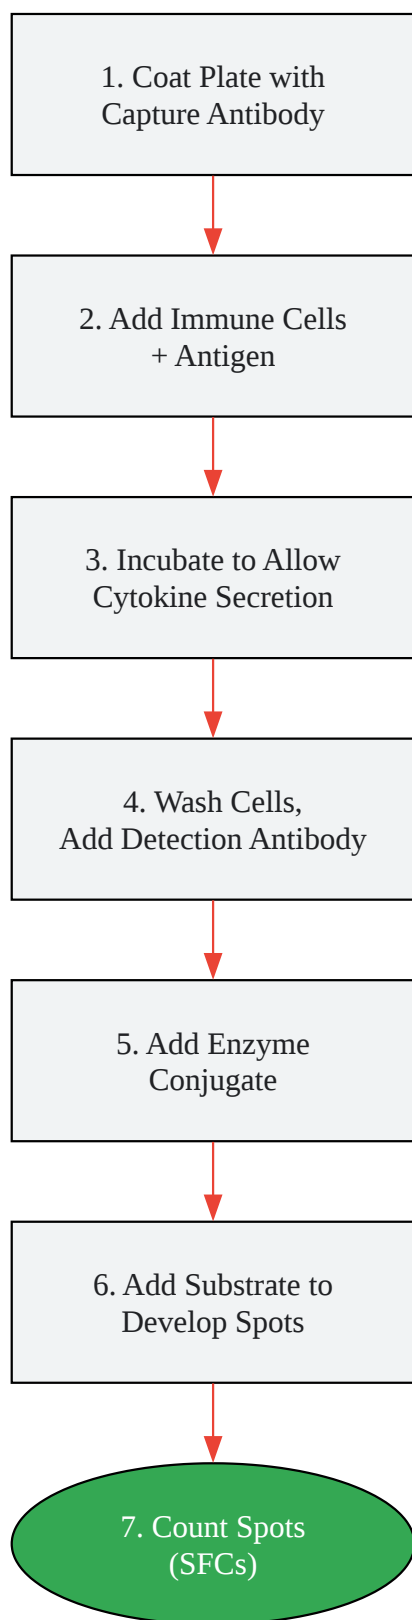 1. Coat Plate with
Capture Antibody
2. Add Immune Cells
+ Antigen
3. Incubate to Allow
Cytokine Secretion
4. Wash Cells,
Add Detection Antibody
5. Add Enzyme
Conjugate
6. Add Substrate to
Develop Spots
7. Count Spots
(SFCs)